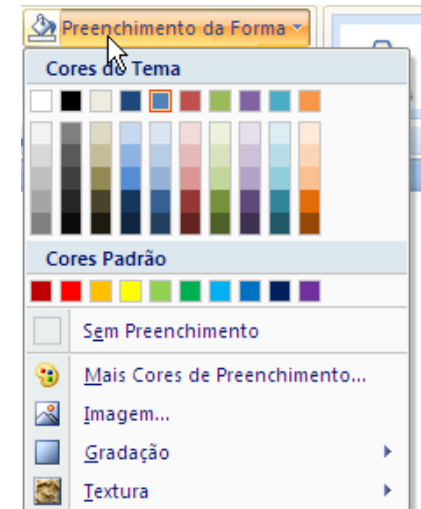 Preenchimento da Forma
Cores do Tema
Cores Padrão
Sem Preenchimento
Mais Cores de Preenchimento...
Imagem...
Gradação
Textura